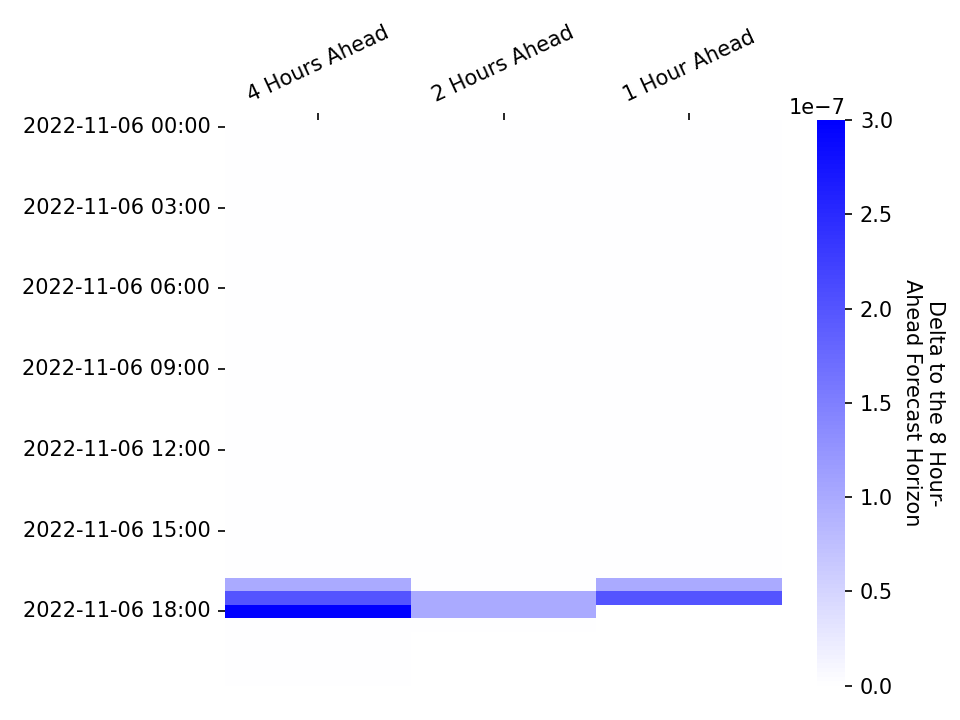 4 Hours Ahead
2 Hours Ahead
1 Hour Ahead
2022-11-06 00:00
2022-11-06 03:00
2022-11-06 06:00
2022-11-06 09:00
2022-11-06 12:00
2022-11-06 15:00
2022-11-06 18:00
1e−7
3.0
2.5
2.0
1.5
1.0
0.5
0.0
Delta to the 8 Hour-
Ahead Forecast Horizon